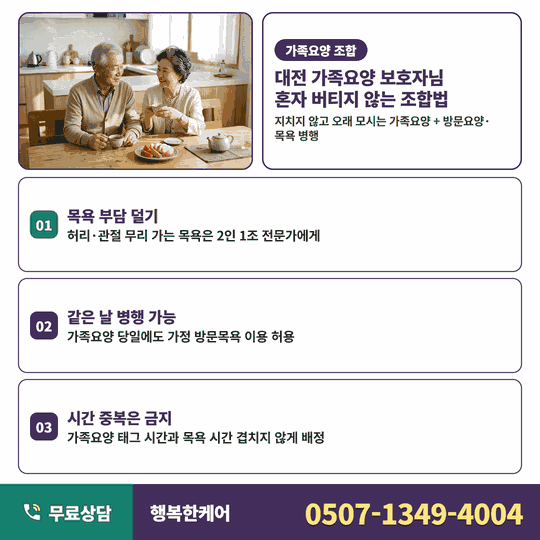 가족요양 조합
대전 가족요양 보호자님
혼자 버티지 않는 조합법
지치지 않고 오래 모시는 가족요양 + 방문요양·
목욕 병행
01
목욕 부담 덜기
허리·관절 무리 가는 목욕은 2인 1조 전문가에게
02
같은 날 병행 가능
가족요양 당일에도 가정 방문목욕 이용 허용
03
시간 중복은 금지
가족요양 태그 시간과 목욕 시간 겹치지 않게 배정
무료상담
행복한케어
0507-1349-4004